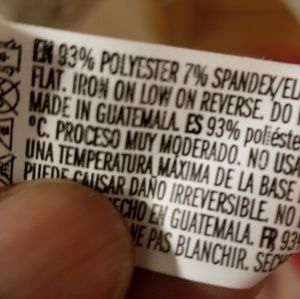 EN 93% POLYESTER 7% SPANDEX/EL
FLAT. IRON ON LOW ON REVERSE. DO
MADE IN GUATEMALA. ES 93% poliéste
°C. PROCESO MUY MODERADO. NO USA
UNA TEMPERATURA MÁXIMA DE LA BASE
PUEDE CAUSAR DAÑO IRREVERSIBLE. NO
HECHO EN GUATEMALA. FR 93%
NE PAS BLANCHIR. SECH